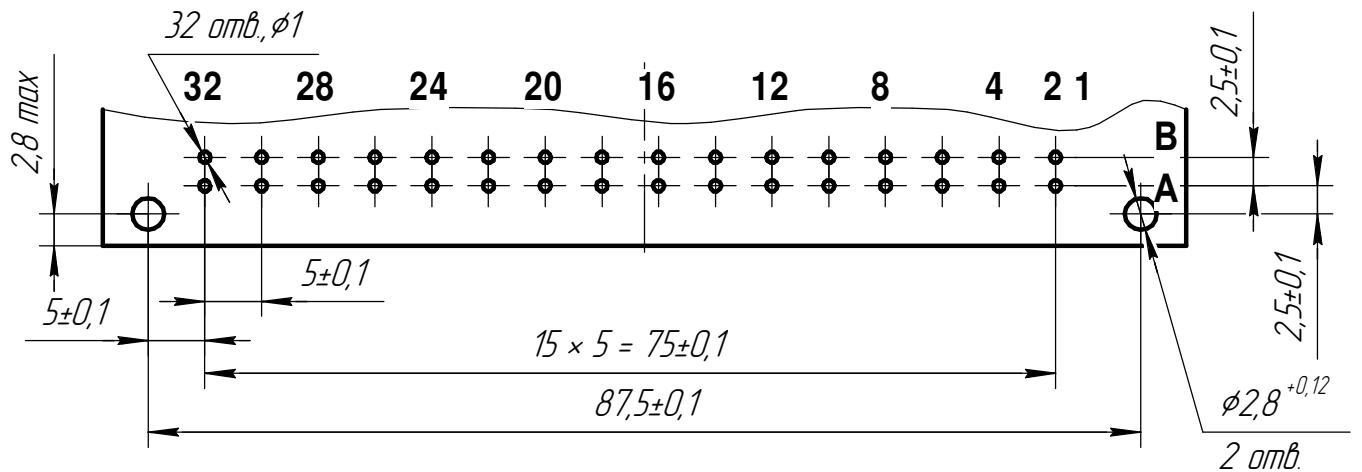 32 отв.,ϕ1
32 28 24 20 16 12 8 4 2 1
2,8 max
2,5±0,1
B
A
5±0,1
5±0,1
2,5±0,1
15 × 5 = 75±0,1
87,5±0,1
ϕ2,8 +0,12
2 отв.